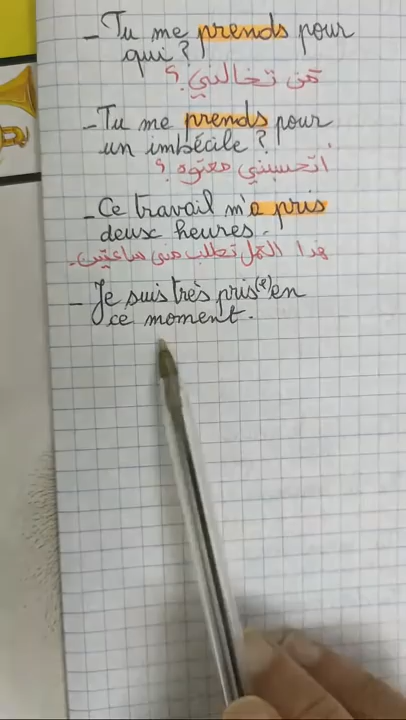 - Tu me prends pour
qui ?
من تخالني ؟
- Tu me prends pour
un imbécile ?
أتحسبني معتوه ؟
- Ce travail m'a pris
deux heures.
هذا العمل تطلب مني ساعتين.
- Je suis très pris(e) en
ce moment.